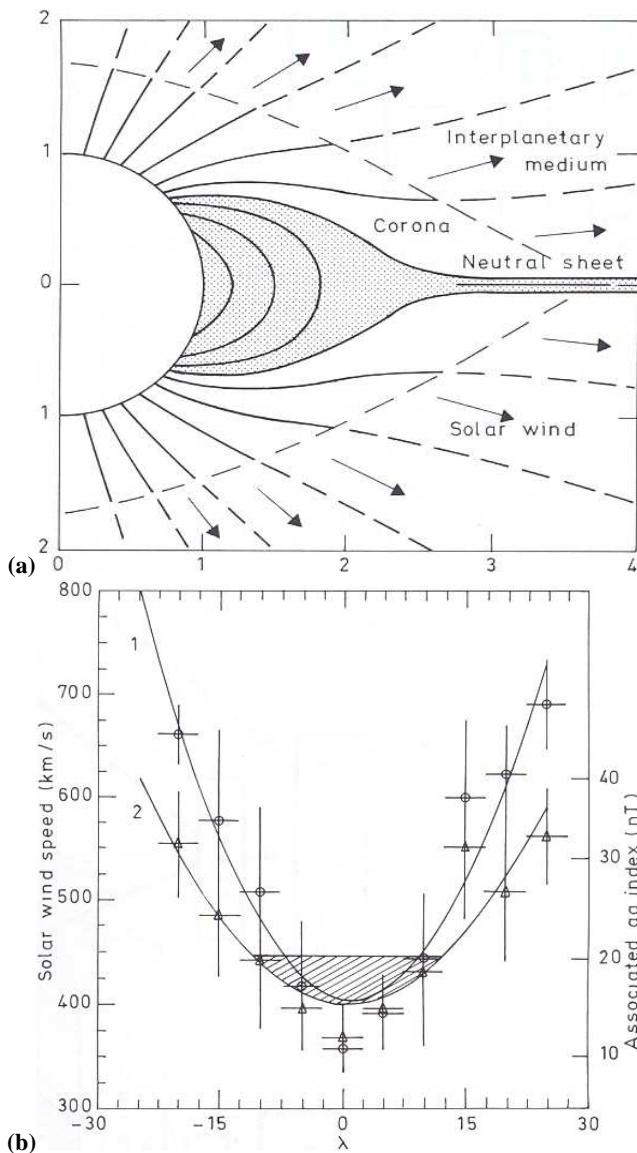 2
1
0
1
2
0
1
2
3
4
Interplanetary
medium
Corona
Neutral sheet
Solar wind
(a)
800
700
600
500
400
300
Solar wind speed (km/s)
1
2
40
30
20
10
Associated aa index (nT)
-30
-15
0
15
30
λ
(b)